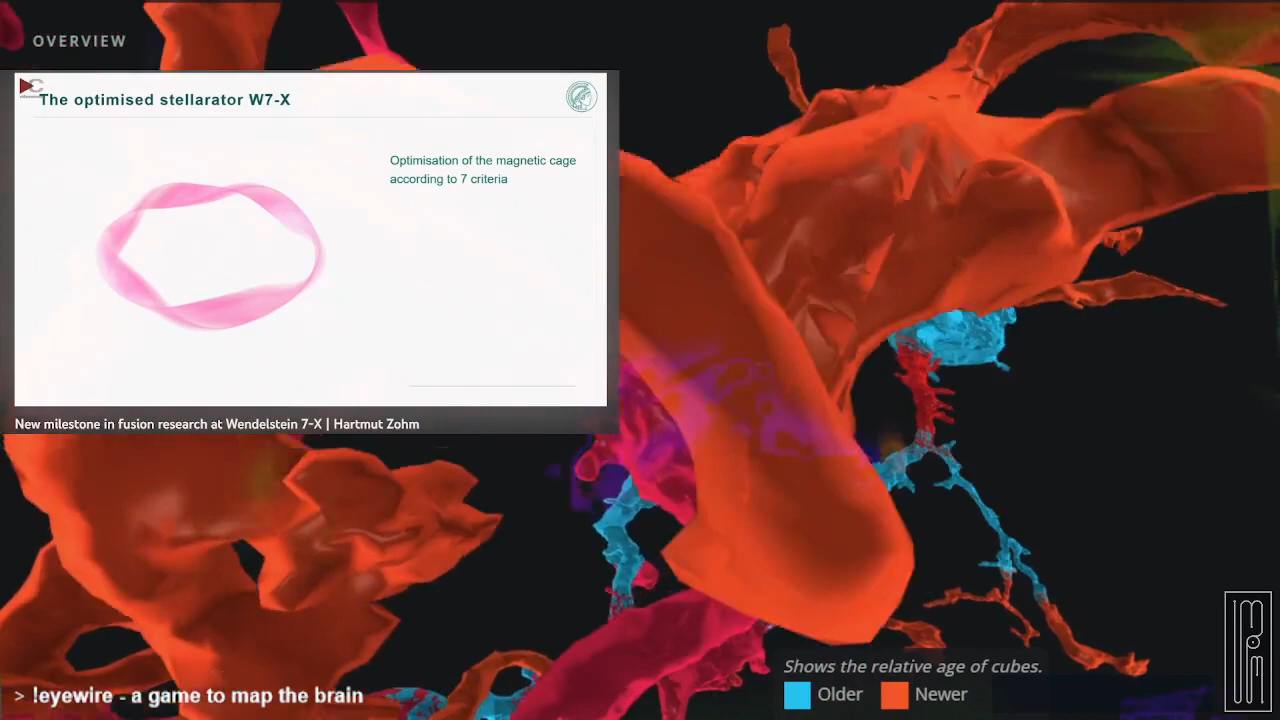 OVERVIEW
The optimised stellarator W7-X
Optimisation of the magnetic cage
according to 7 criteria
New milestone in fusion research at Wendelstein 7-X | Hartmut Zohm
Shows the relative age of cubes.
Older
Newer
> !eyewire - a game to map the brain